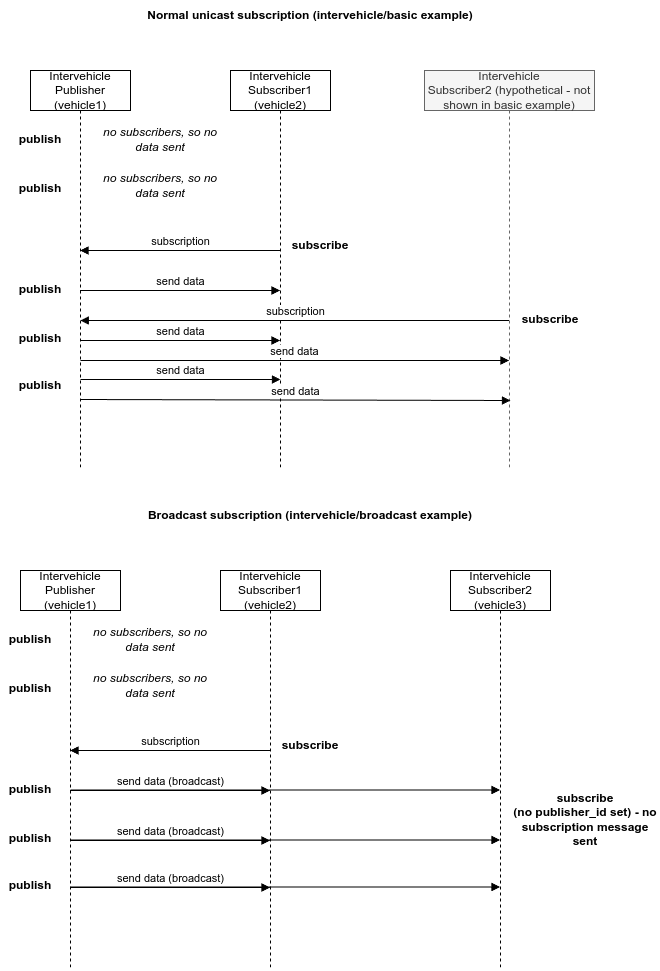 Normal unicast subscription (intervehicle/basic example)
Intervehicle
Publisher
(vehicle1)
Intervehicle
Subscriber1
(vehicle2)
Intervehicle
Subscriber2 (hypothetical - not
shown in basic example)
publish
no subscribers, so no
data sent
publish
no subscribers, so no
data sent
subscription
subscribe
publish
send data
subscription
subscribe
publish
send data
send data
publish
send data
send data
Broadcast subscription (intervehicle/broadcast example)
Intervehicle
Publisher
(vehicle1)
Intervehicle
Subscriber1
(vehicle2)
Intervehicle
Subscriber2
(vehicle3)
publish
no subscribers, so no
data sent
publish
no subscribers, so no
data sent
subscription
subscribe
publish
send data (broadcast)
subscribe
(no publisher_id set) - no
subscription message
sent
publish
send data (broadcast)
publish
send data (broadcast)